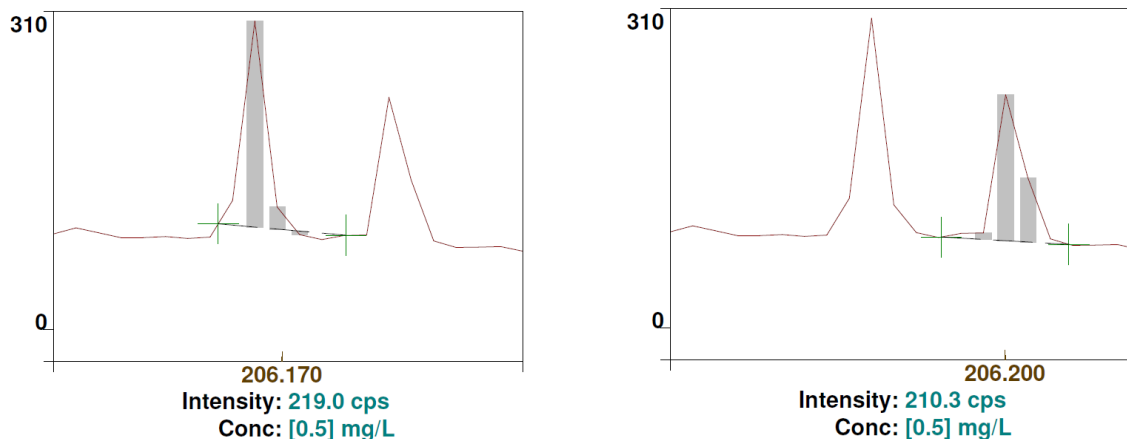 310
0
206.170
Intensity: 219.0 cps
Conc: [0.5] mg/L
310
0
206.200
Intensity: 210.3 cps
Conc: [0.5] mg/L